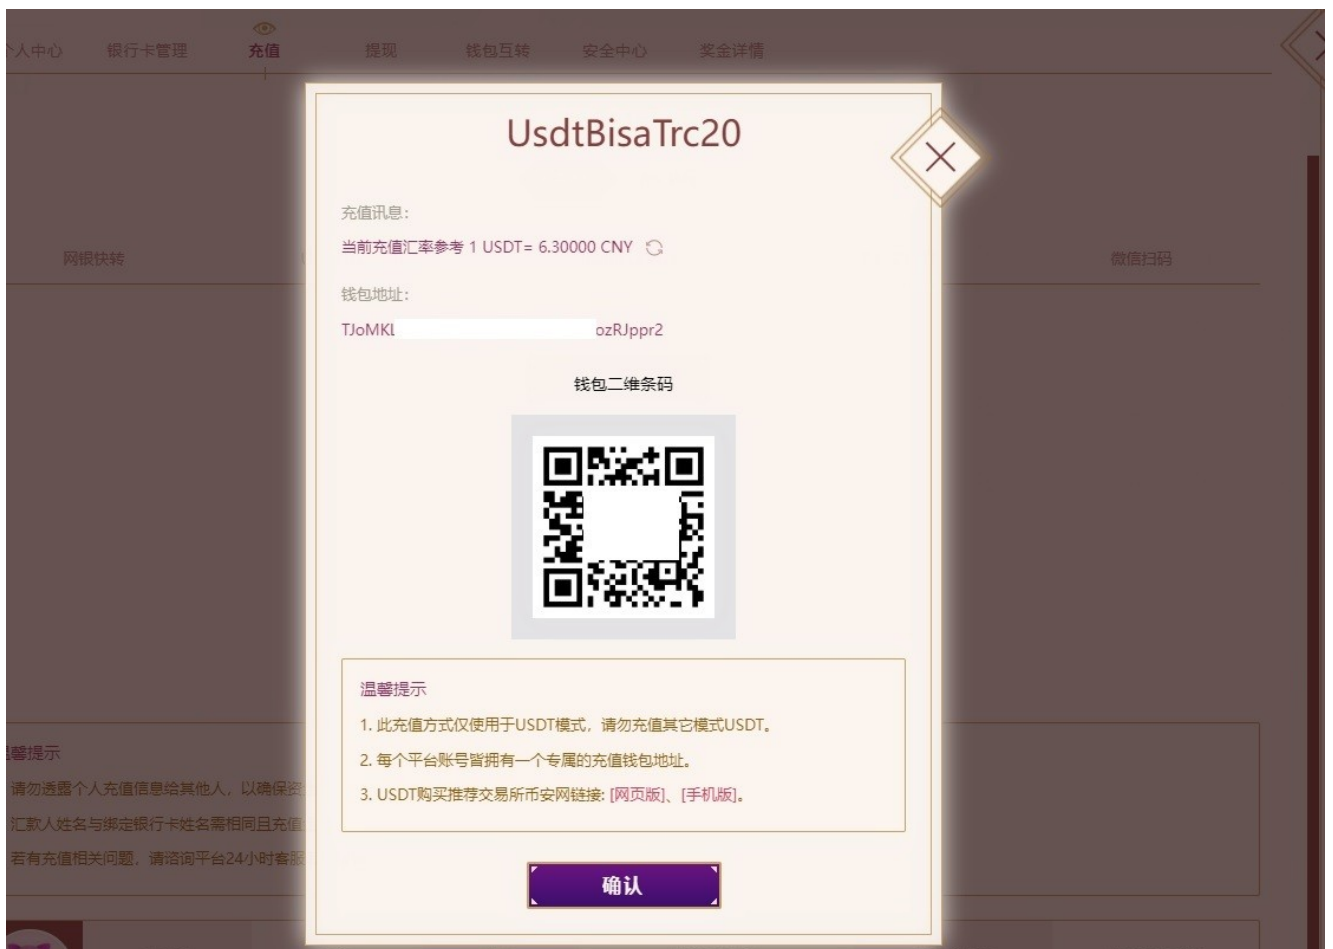 个人中心 银行卡管理 充值 提现 钱包互转 安全中心 奖金详情
UsdtBisaTrc20
充值讯息:
当前充值汇率参考 1 USDT= 6.30000 CNY
网银快转 微信扫码
钱包地址:
TJoMKL ozRJppr2
钱包二维条码
温馨提示
1. 此充值方式仅使用于USDT模式，请勿充值其它模式USDT。
2. 每个平台账号皆拥有一个专属的充值钱包地址。
3. USDT购买推荐交易所币安网链接: [网页版]、[手机版]。
确认
温馨提示
请勿透露个人充值信息给其他人，以确保资
汇款人姓名与绑定银行卡姓名需相同且充值
若有充值相关问题，请谘询平台24小时客服